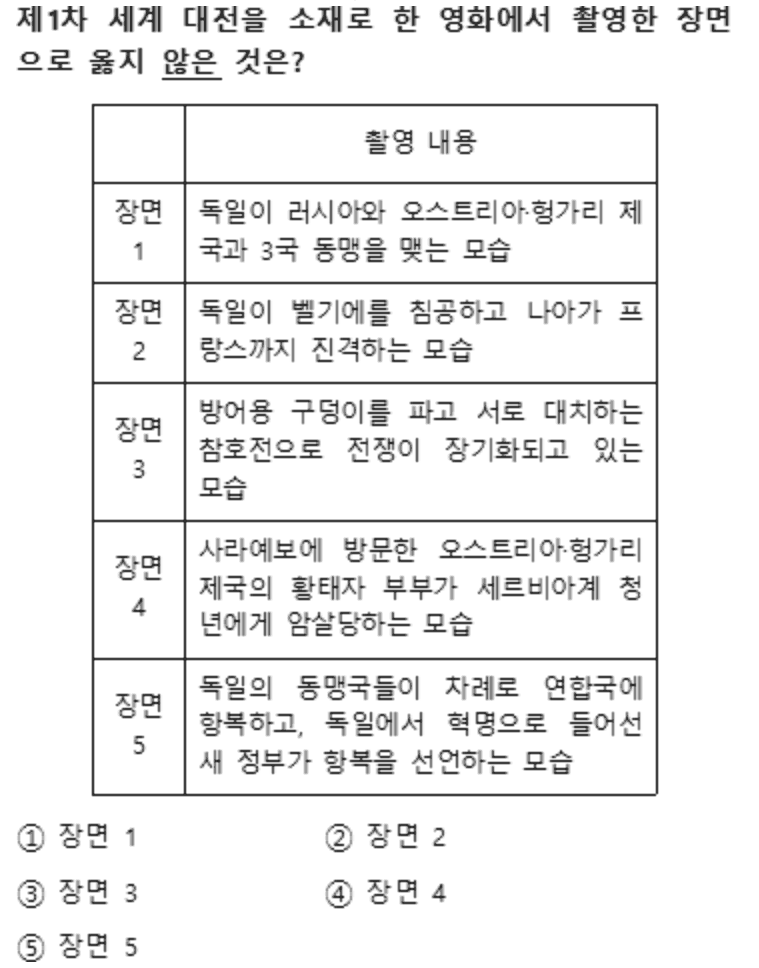 제1차 세계 대전을 소재로 한 영화에서 촬영한 장면
으로 옳지 않은 것은?
촬영 내용
장면
1
독일이 러시아와 오스트리아·헝가리 제
국과 3국 동맹을 맺는 모습
장면
2
독일이 벨기에를 침공하고 나아가 프
랑스까지 진격하는 모습
장면
3
방어용 구덩이를 파고 서로 대치하는
참호전으로 전쟁이 장기화되고 있는
모습
장면
4
사라예보에 방문한 오스트리아·헝가리
제국의 황태자 부부가 세르비아계 청
년에게 암살당하는 모습
장면
5
독일의 동맹국들이 차례로 연합국에
항복하고, 독일에서 혁명으로 들어선
새 정부가 항복을 선언하는 모습
① 장면 1 ② 장면 2
③ 장면 3 ④ 장면 4
⑤ 장면 5